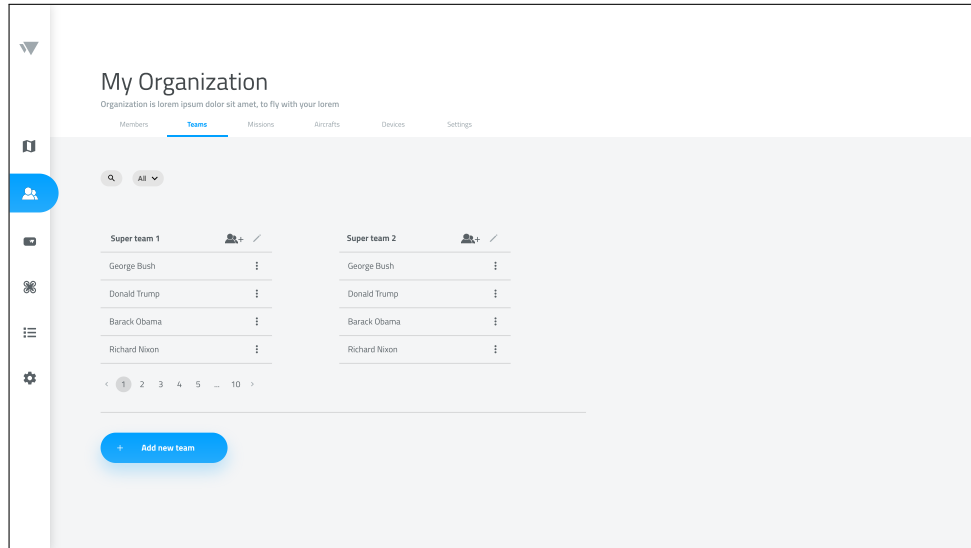 My Organization
Organization is lorem ipsum dolor sit amet, to fly with your lorem
Members Teams Missions Aircrafts Devices Settings
All
Super team 1 Super team 2
George Bush George Bush
Donald Trump Donald Trump
Barack Obama Barack Obama
Richard Nixon Richard Nixon
‹ 1 2 3 4 5 ... 10 ›
+ Add new team